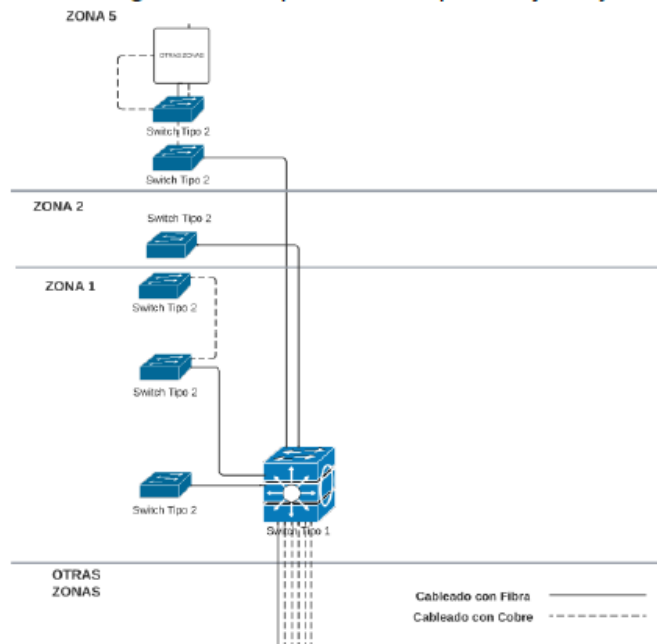 ZONA 5
OTRAS ZONAS
Switch Tipo 2
Switch Tipo 2
ZONA 2
Switch Tipo 2
ZONA 1
Switch Tipo 2
Switch Tipo 2
Switch Tipo 2
Switch Tipo 1
OTRAS
ZONAS
Cableado con Fibra
Cableado con Cobre